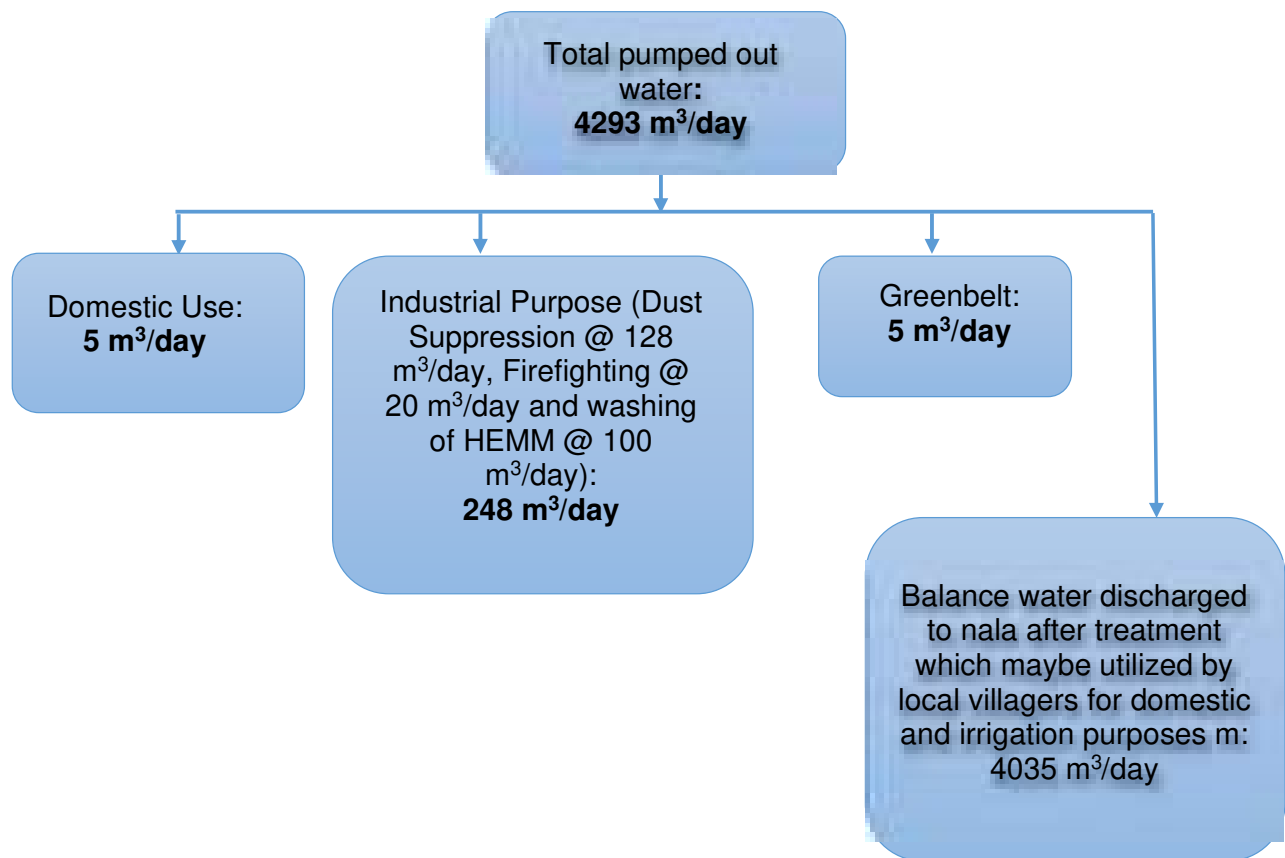 Total pumped out
water:
4293 m³/day
Domestic Use:
5 m³/day
Industrial Purpose (Dust
Suppression @ 128
m³/day, Firefighting @
20 m³/day and washing
of HEMM @ 100
m³/day):
248 m³/day
Greenbelt:
5 m³/day
Balance water discharged
to nala after treatment
which maybe utilized by
local villagers for domestic
and irrigation purposes m:
4035 m³/day